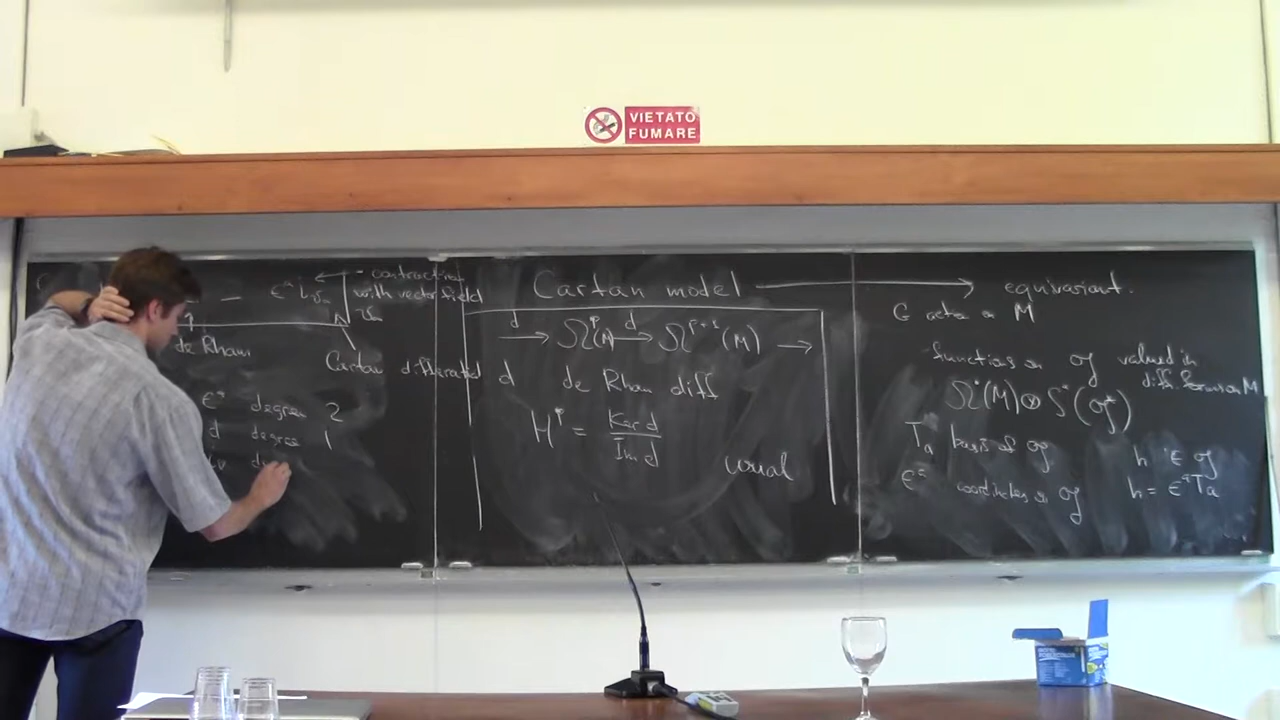 VIETATO
FUMARE
contraction
with vector field
de Rham
Cartan differential
ε^a degree 2
d degree 1
Cartan model → equivariant.
d → Ω^p(M) d → Ω^{p+1}(M) →
d de Rham diff
H^p = Ker d / Im d
usual
G acts on M
functions on g valued in
diff. forms on M
Ω^•(M) ⊗ S^•(g^*)
T_a basis of g
h ∈ g
ε^a coordinates on g
h = ε^a T_a